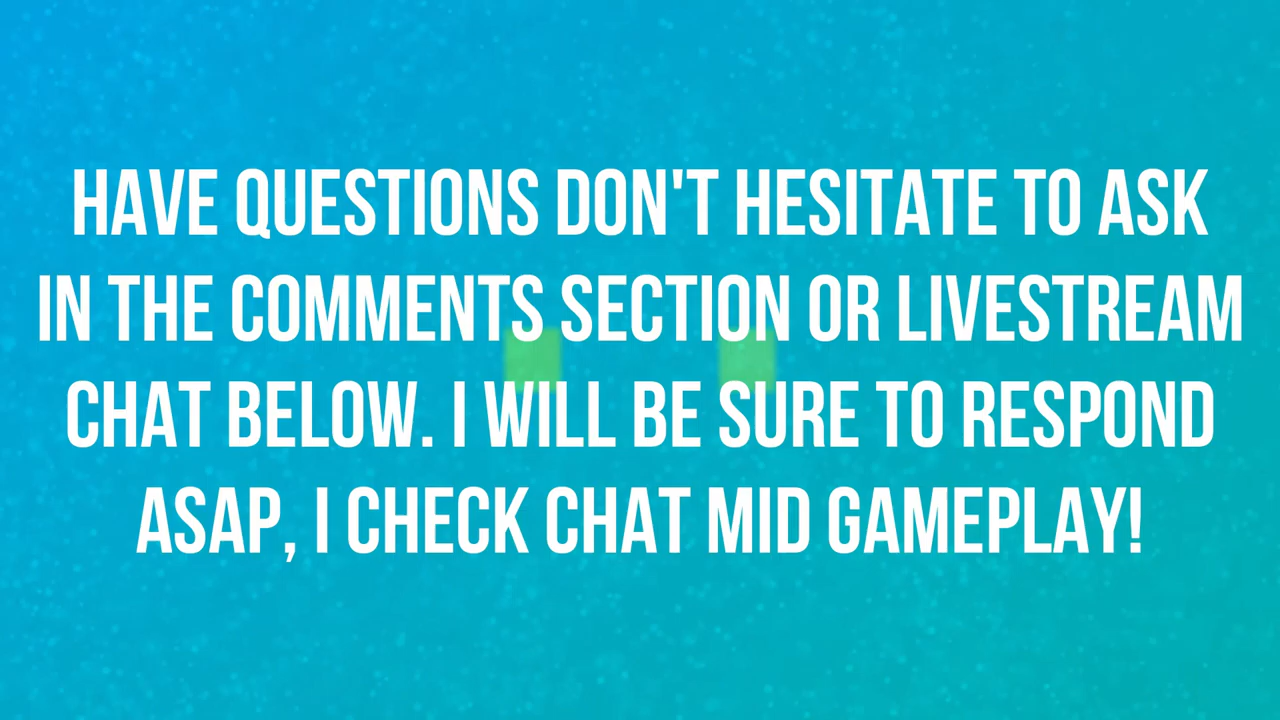 HAVE QUESTIONS DON'T HESITATE TO ASK
IN THE COMMENTS SECTION OR LIVESTREAM
CHAT BELOW. I WILL BE SURE TO RESPOND
ASAP, I CHECK CHAT MID GAMEPLAY!